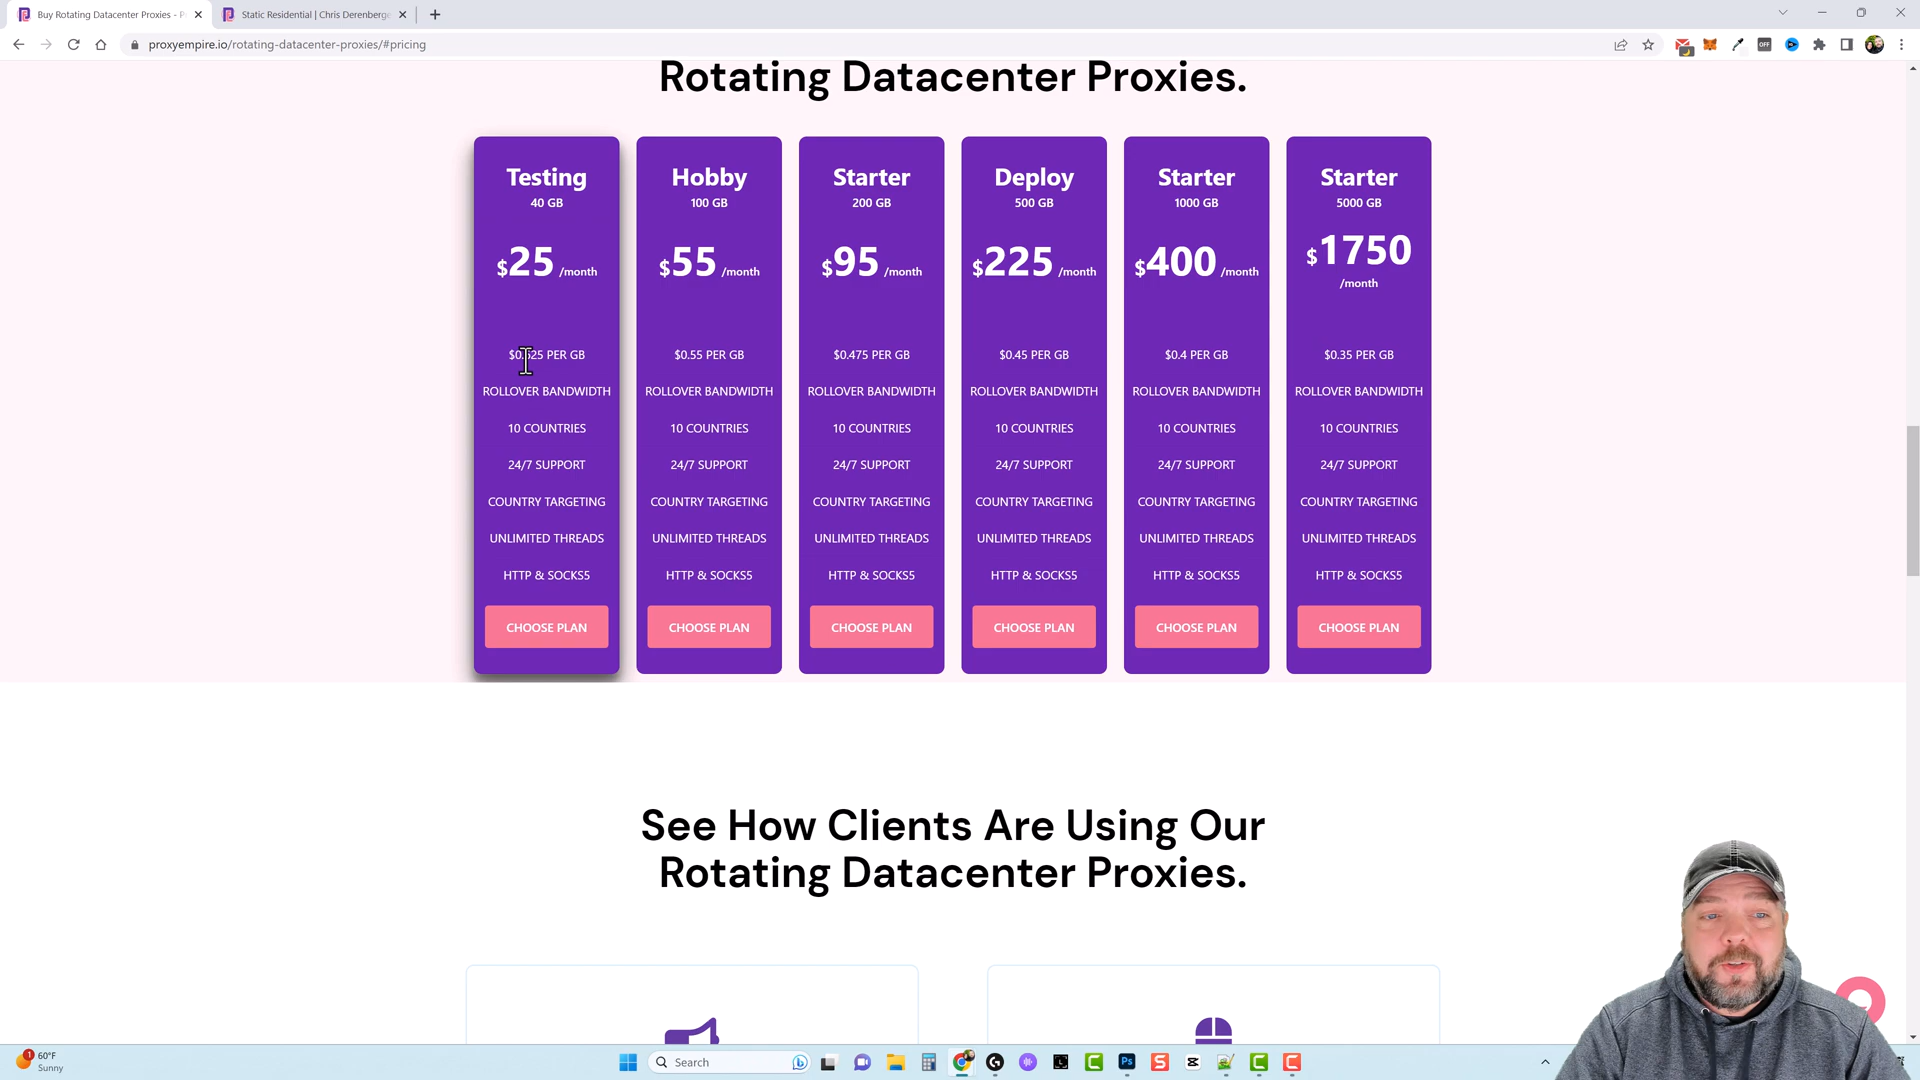 Buy Rotating Datacenter Proxies - P
Static Residential | Chris Derenberge
proxyempire.io/rotating-datacenter-proxies/#pricing
OFF
Rotating Datacenter Proxies.
Testing
40 GB
$25 /month
PER GB
ROLLOVER BANDWIDTH
10 COUNTRIES
24/7 SUPPORT
COUNTRY TARGETING
UNLIMITED THREADS
HTTP & SOCKS5
CHOOSE PLAN
Hobby
100 GB
$55 /month
$0.55 PER GB
ROLLOVER BANDWIDTH
10 COUNTRIES
24/7 SUPPORT
COUNTRY TARGETING
UNLIMITED THREADS
HTTP & SOCKS5
CHOOSE PLAN
Starter
200 GB
$95 /month
$0.475 PER GB
ROLLOVER BANDWIDTH
10 COUNTRIES
24/7 SUPPORT
COUNTRY TARGETING
UNLIMITED THREADS
HTTP & SOCKS5
CHOOSE PLAN
Deploy
500 GB
$225 /month
$0.45 PER GB
ROLLOVER BANDWIDTH
10 COUNTRIES
24/7 SUPPORT
COUNTRY TARGETING
UNLIMITED THREADS
HTTP & SOCKS5
CHOOSE PLAN
Starter
1000 GB
$400 /month
$0.4 PER GB
ROLLOVER BANDWIDTH
10 COUNTRIES
24/7 SUPPORT
COUNTRY TARGETING
UNLIMITED THREADS
HTTP & SOCKS5
CHOOSE PLAN
Starter
5000 GB
$1750
/month
$0.35 PER GB
ROLLOVER BANDWIDTH
10 COUNTRIES
24/7 SUPPORT
COUNTRY TARGETING
UNLIMITED THREADS
HTTP & SOCKS5
CHOOSE PLAN
See How Clients Are Using Our
Rotating Datacenter Proxies.
1
60°F
Sunny
Search
L
Ps
S